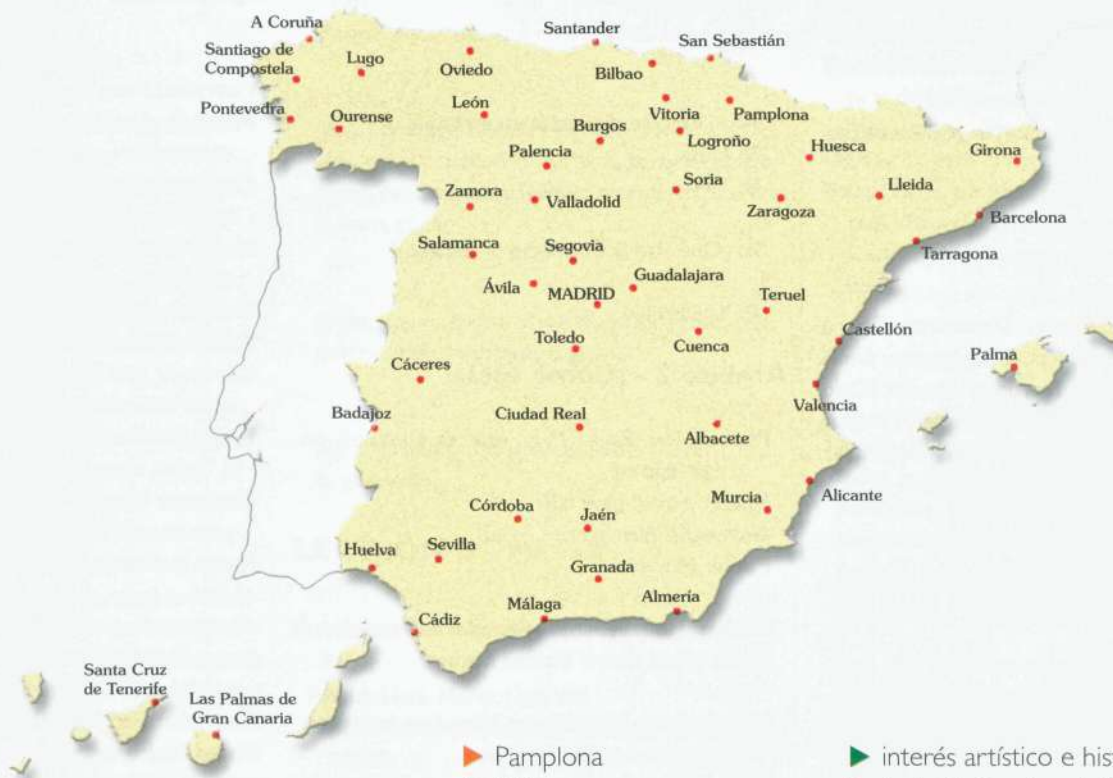 A Coruña
Santander
San Sebastián
Santiago de
Compostela
Lugo
Oviedo
Bilbao
Pontevedra
Ourense
León
Vitoria
Pamplona
Burgos
Logroño
Huesca
Girona
Palencia
Zamora
Valladolid
Soria
Zaragoza
Lleida
Barcelona
Salamanca
Segovia
Tarragona
Ávila
MADRID
Guadalajara
Teruel
Toledo
Cuenca
Castellón
Palma
Cáceres
Valencia
Badajoz
Ciudad Real
Albacete
Murcia
Alicante
Córdoba
Jaén
Huelva
Sevilla
Granada
Almería
Málaga
Cádiz
Santa Cruz
de Tenerife
Las Palmas de
Gran Canaria
Pamplona
interés artístico e his